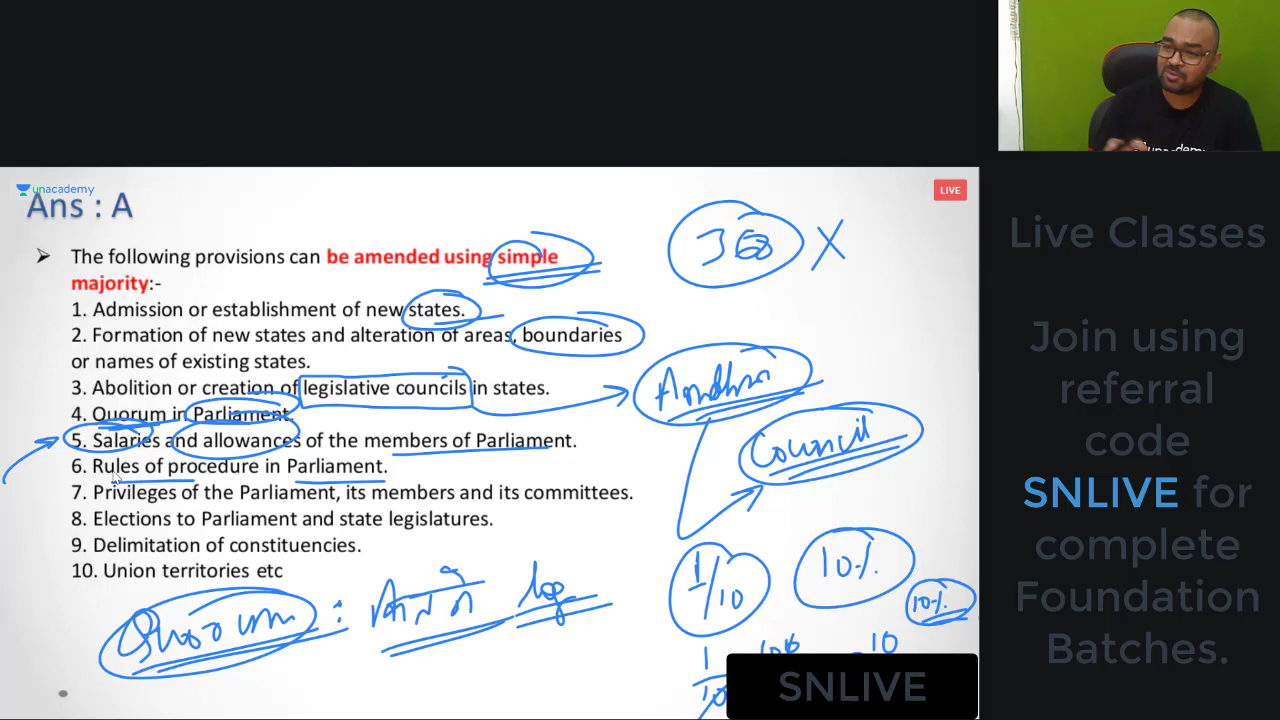 unacademy
Ans : A
LIVE
➢ The following provisions can be amended using simple
majority:-
1. Admission or establishment of new states.
2. Formation of new states and alteration of areas, boundaries
or names of existing states.
3. Abolition or creation of legislative councils in states.
4. Quorum in Parliament.
5. Salaries and allowances of the members of Parliament.
6. Rules of procedure in Parliament.
7. Privileges of the Parliament, its members and its committees.
8. Elections to Parliament and state legislatures.
9. Delimitation of constituencies.
10. Union territories etc
368 X
Andhra
Council
Quorum :
1/10
10%
10%
1
10
100
10
SNLIVE
Live Classes
Join using
referral
code
SNLIVE for
complete
Foundation
Batches.